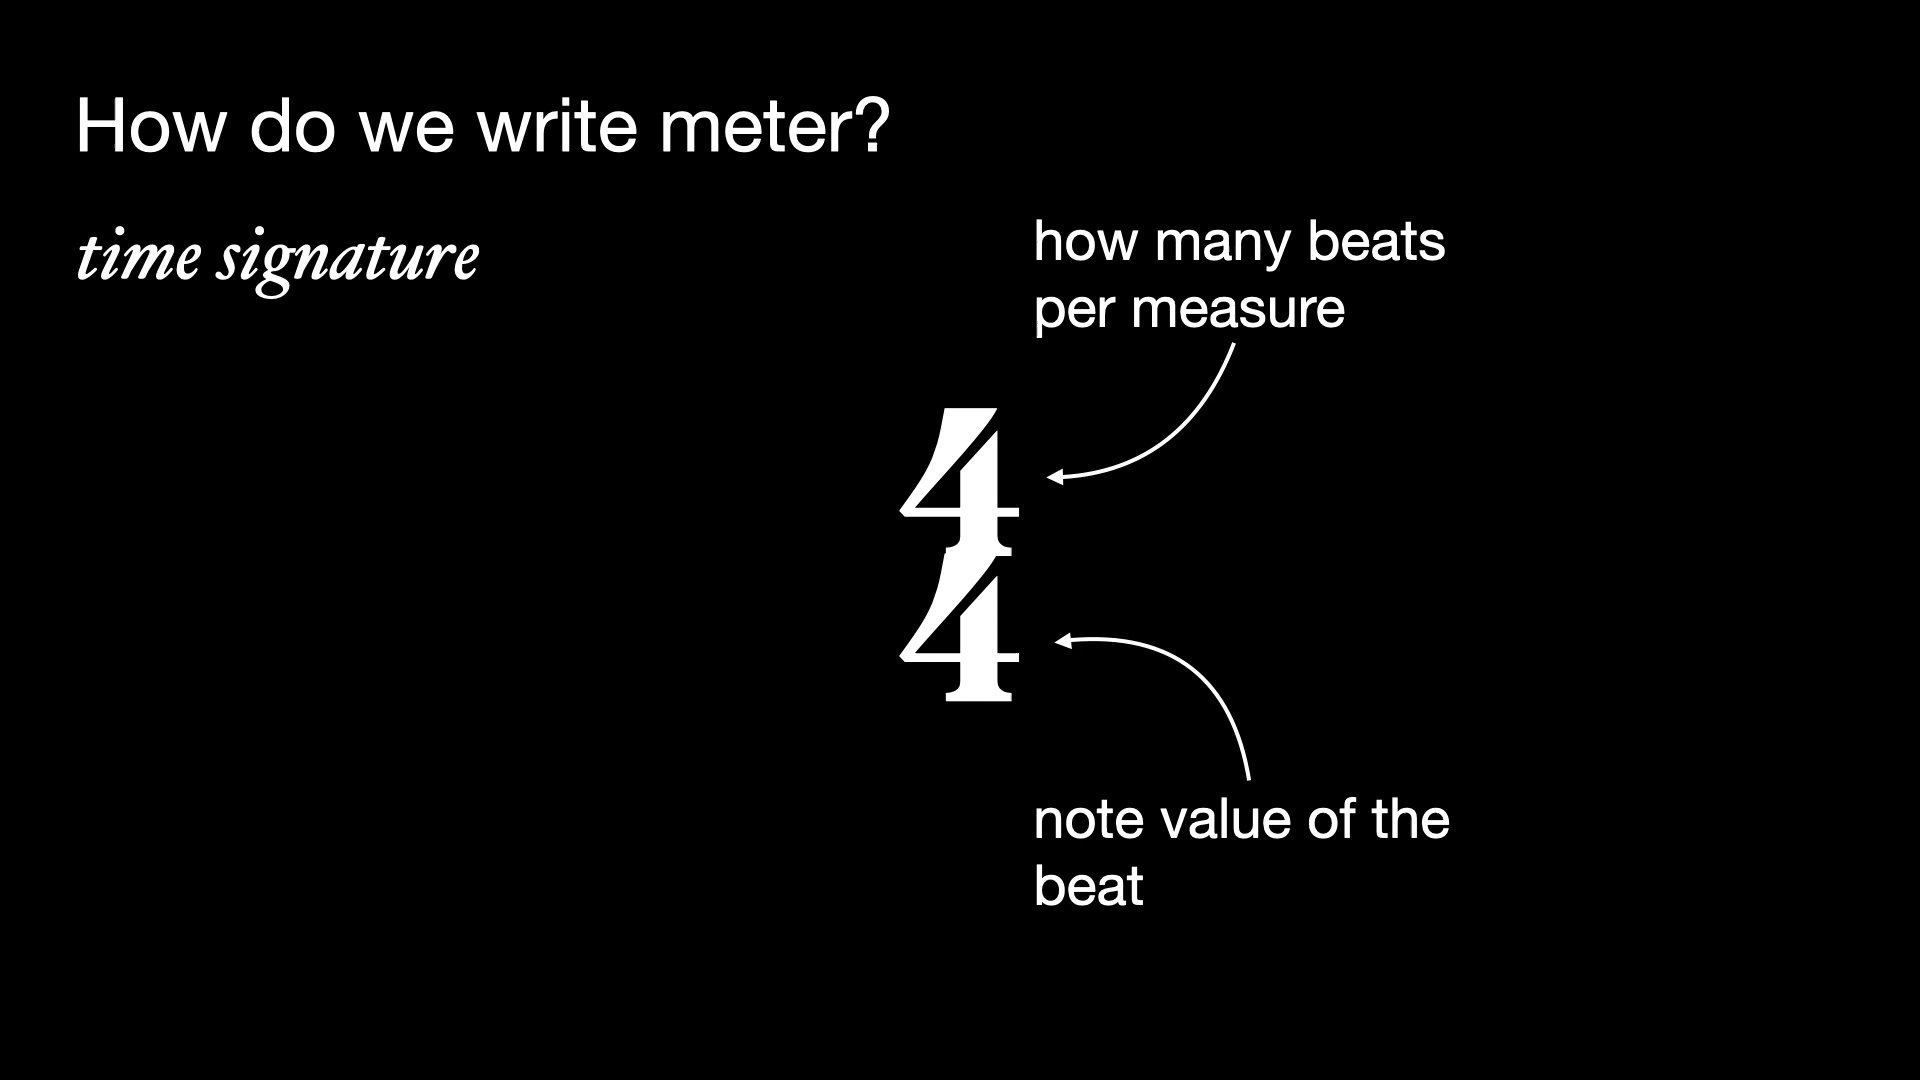 How do we write meter?
time signature
how many beats
per measure
4
4
note value of the
beat